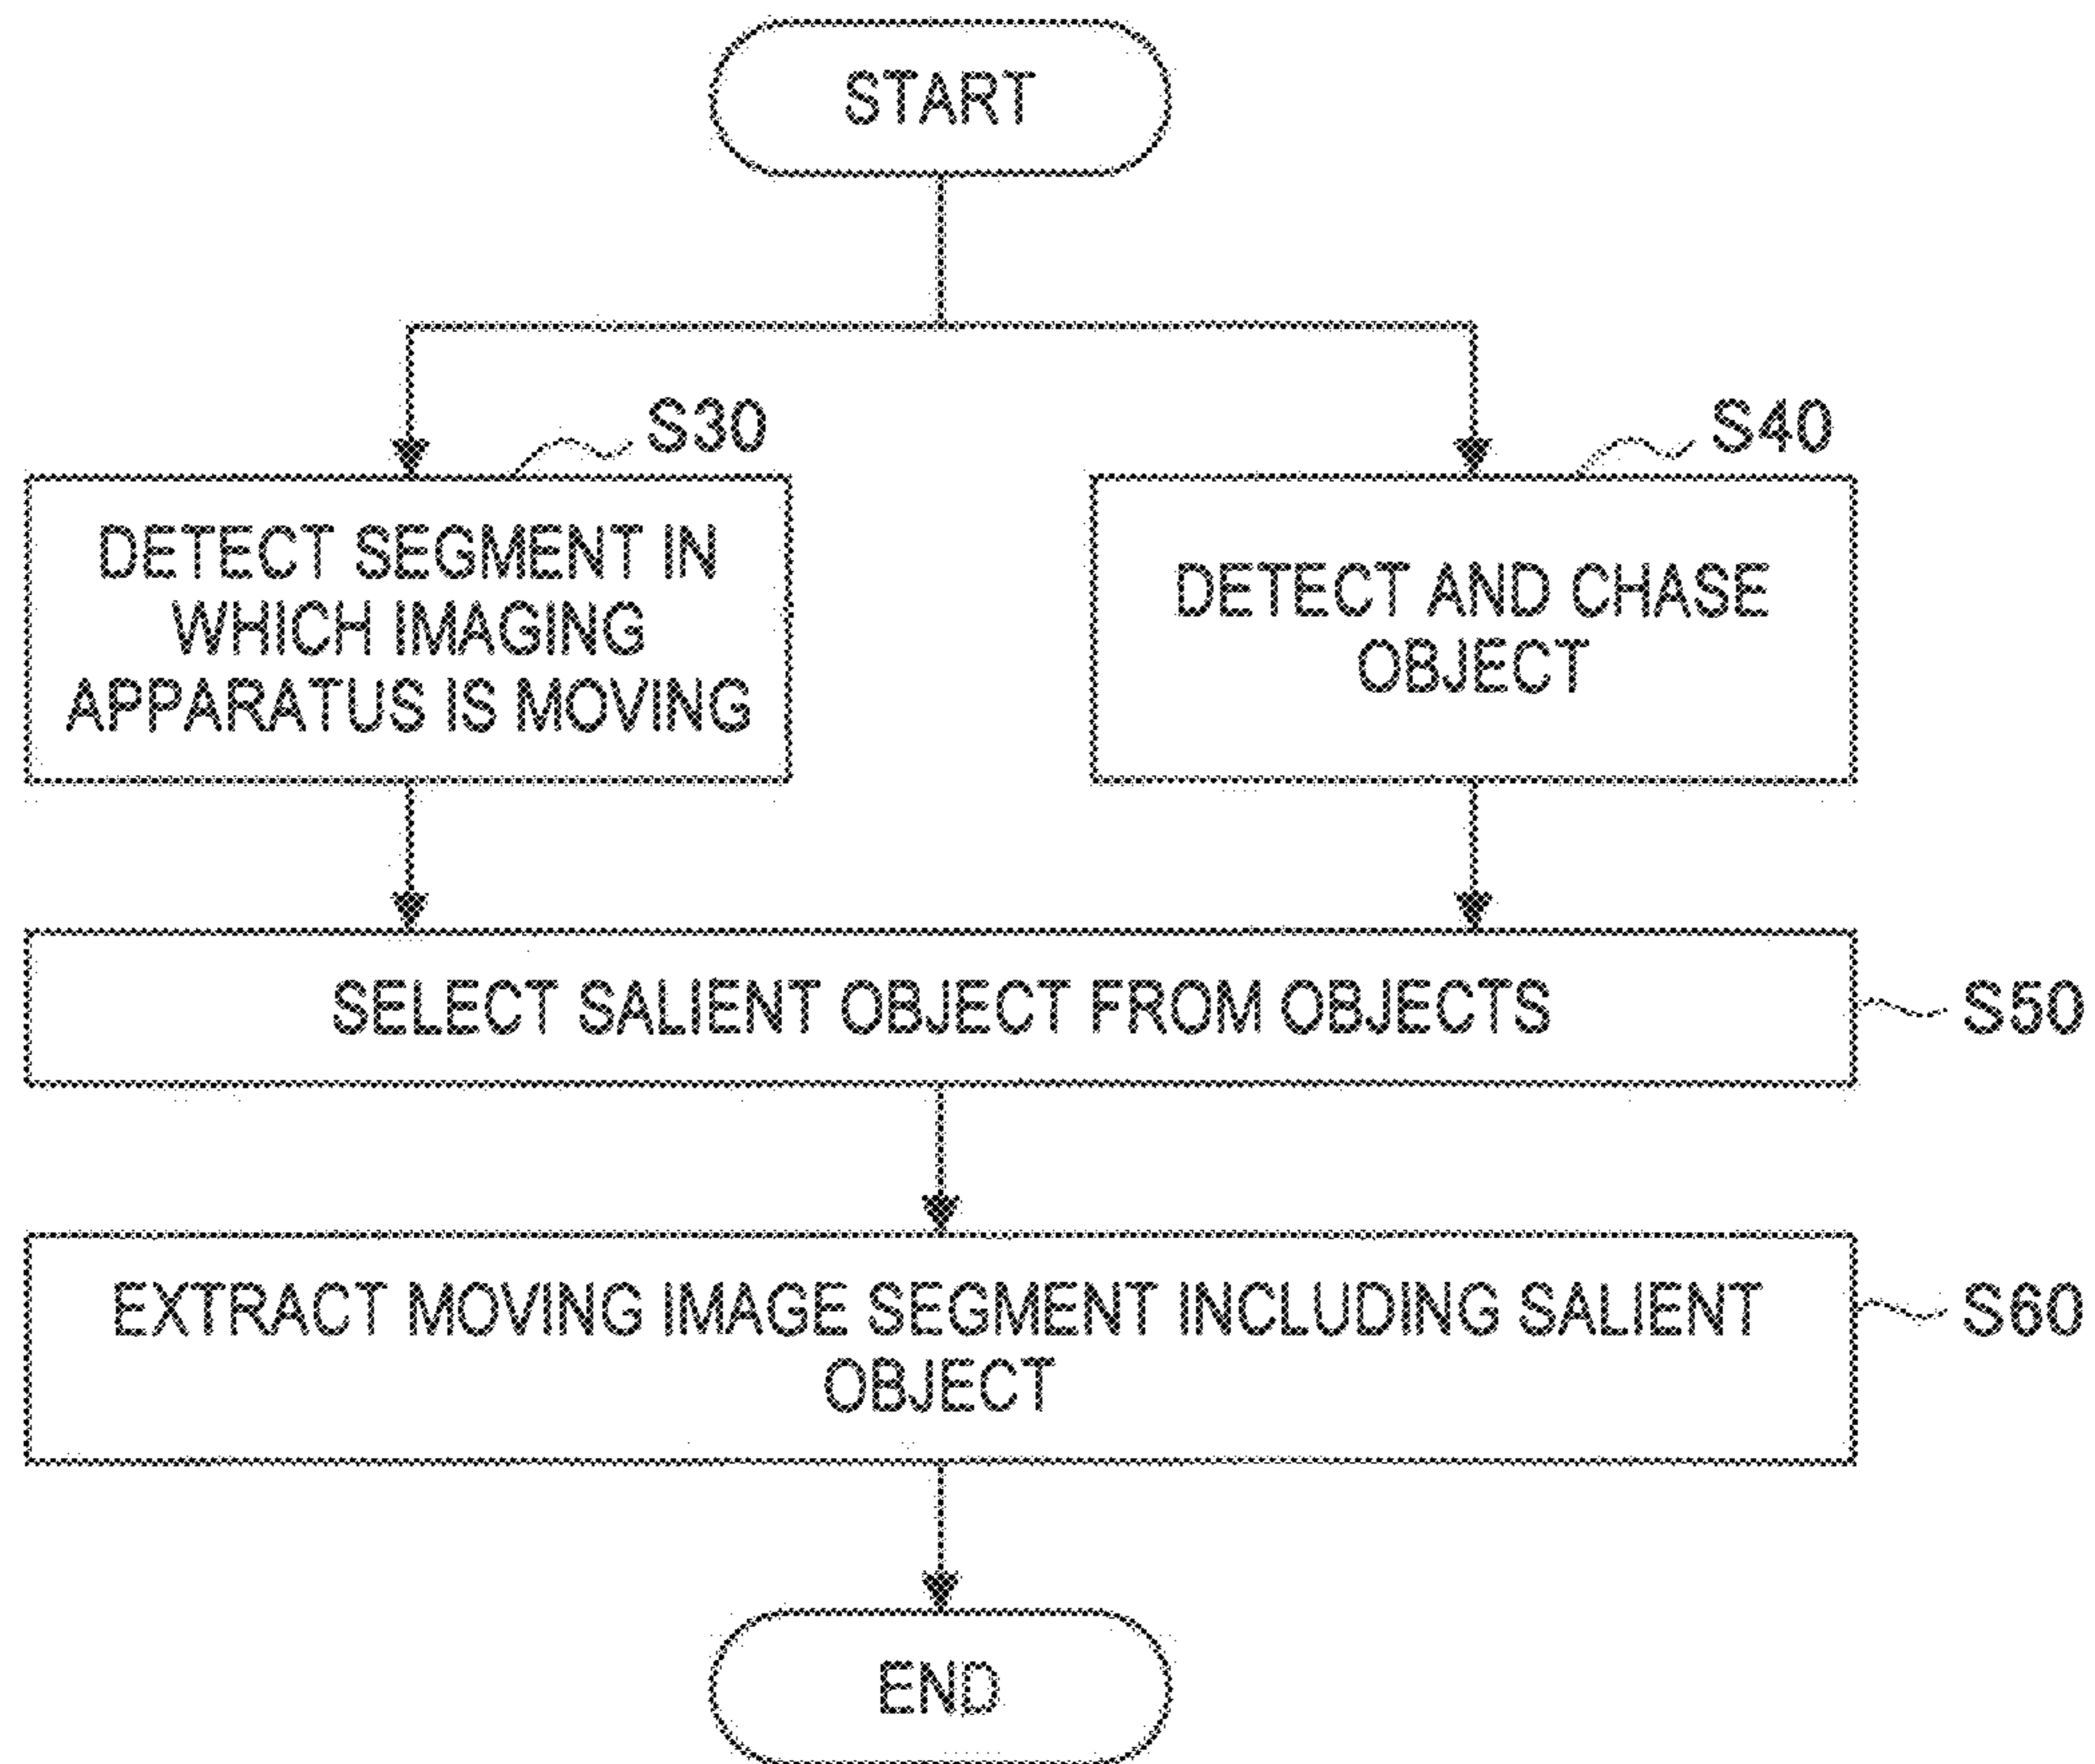 START
S30
S40
DETECT SEGMENT IN
WHICH IMAGING
APPARATUS IS MOVING
DETECT AND CHASE
OBJECT
SELECT SALIENT OBJECT FROM OBJECTS
S50
EXTRACT MOVING IMAGE SEGMENT INCLUDING SALIENT
OBJECT
S60
END